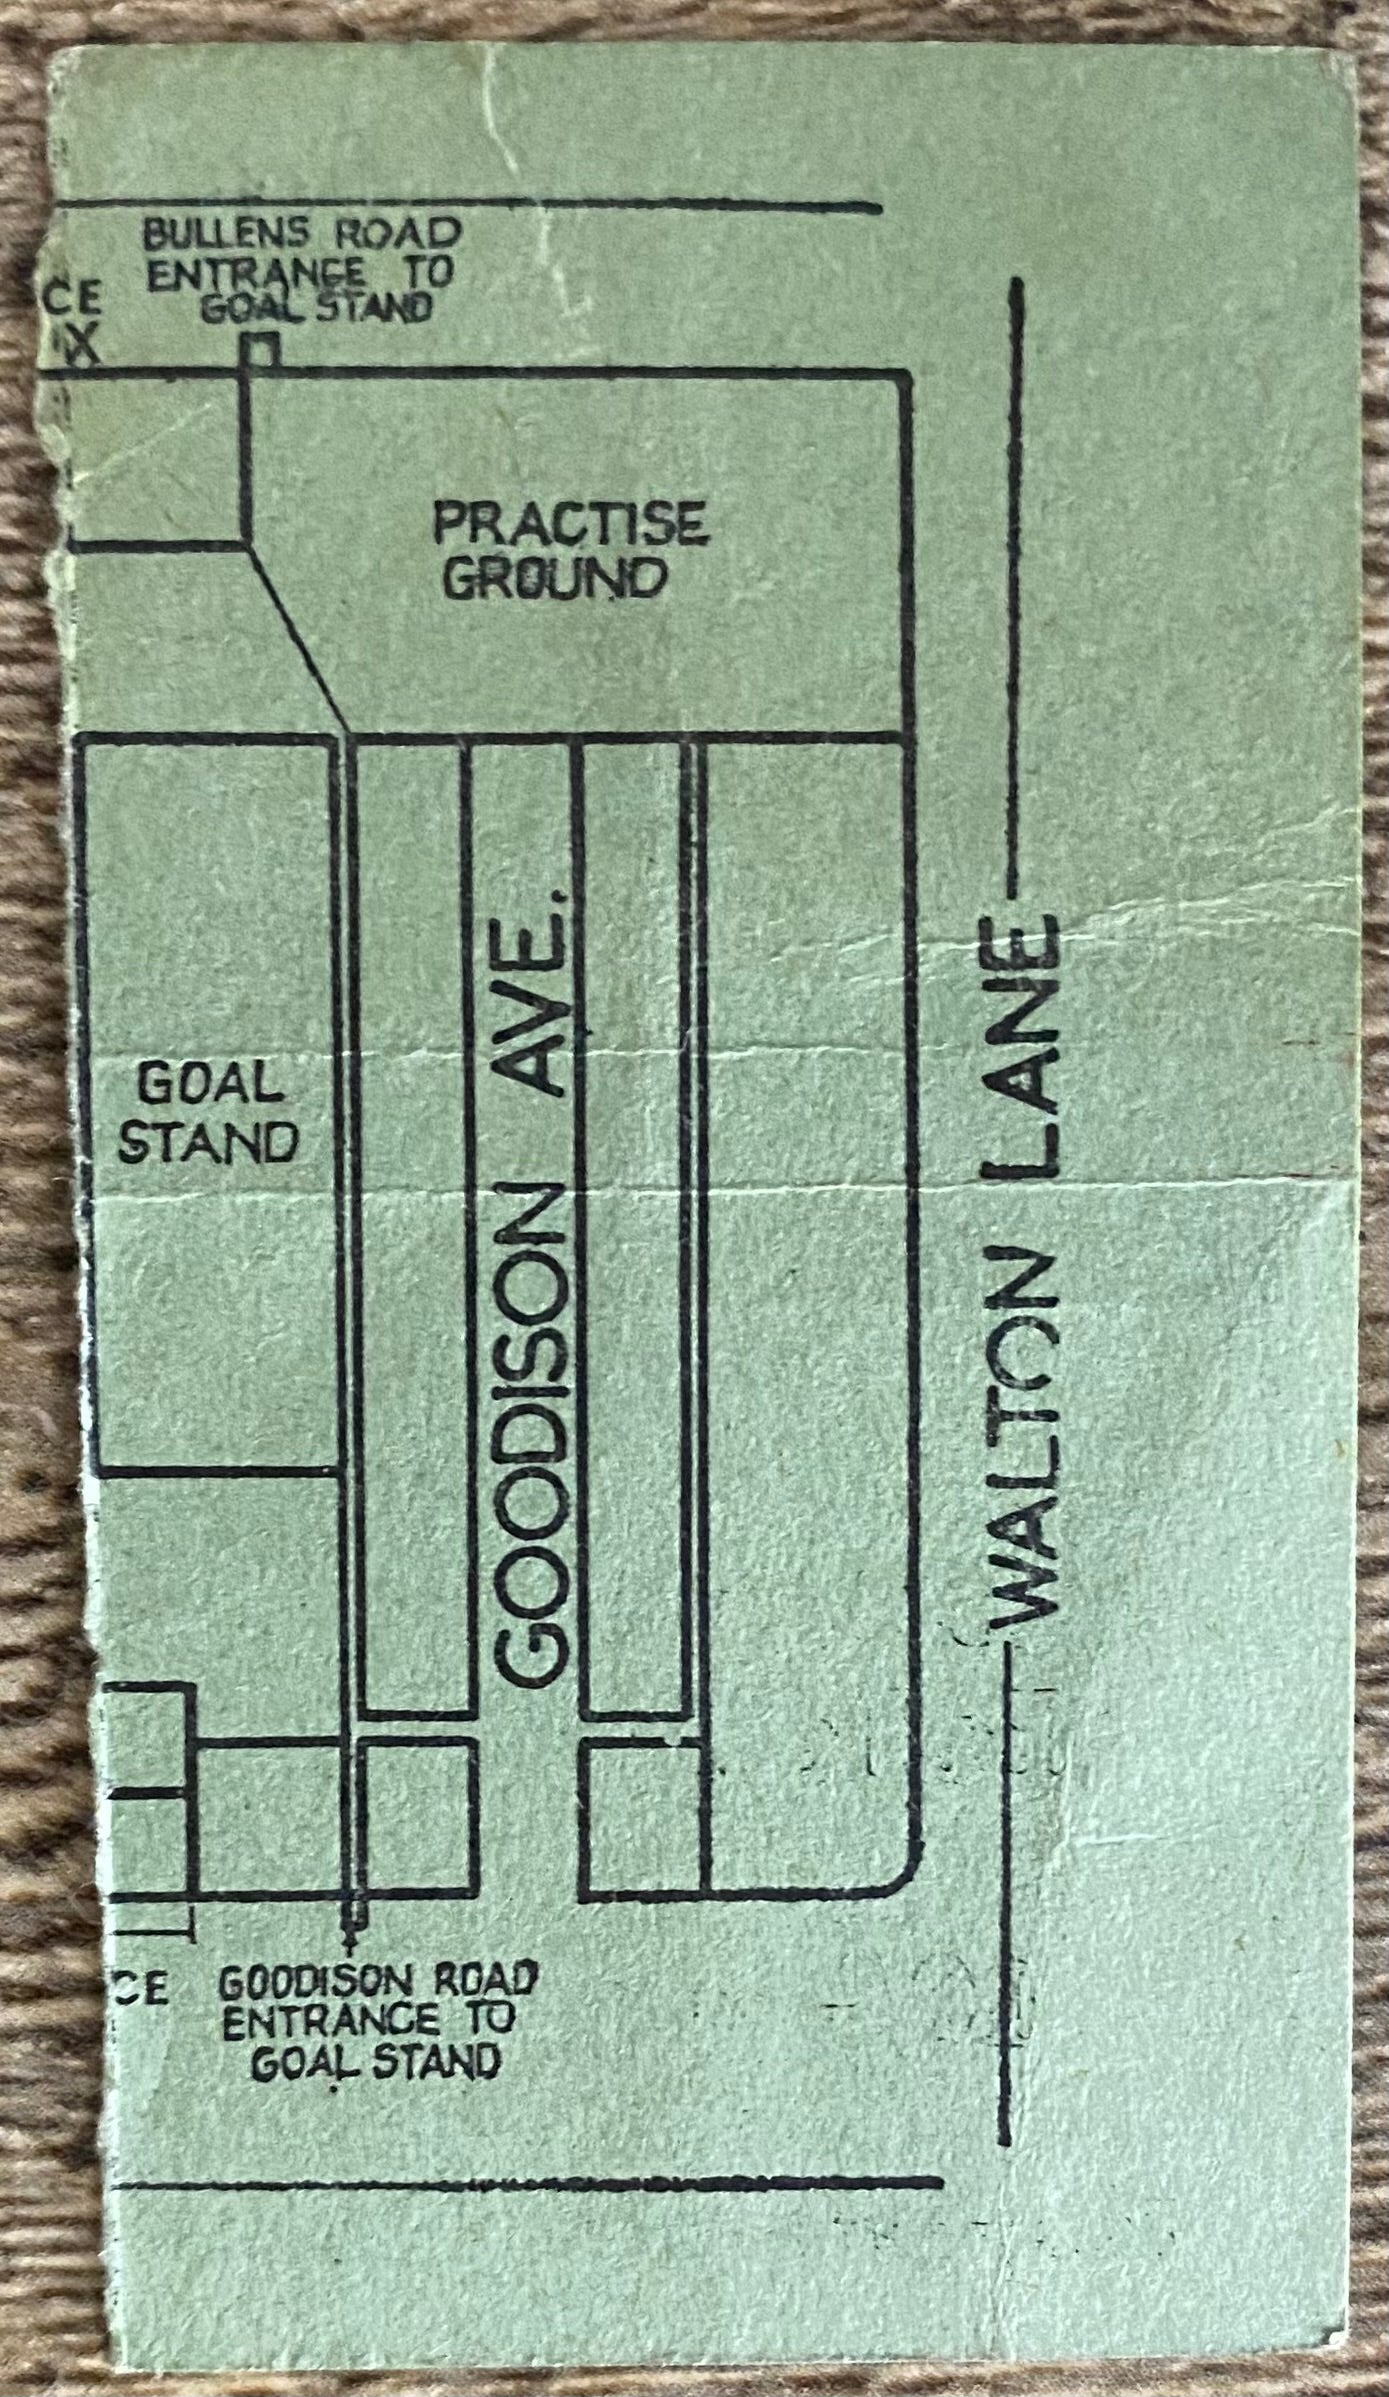 BULLENS ROAD
ENTRANCE TO
GOAL STAND
CE
IX
PRACTISE
GROUND
GOAL
STAND
GOODISON AVE.
WALTON LANE
CE
GOODISON ROAD
ENTRANCE TO
GOAL STAND